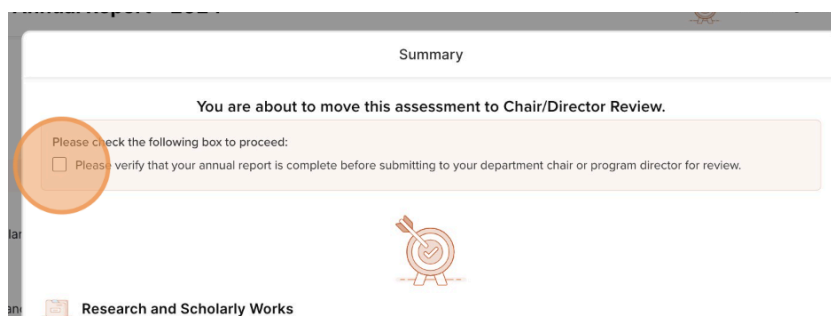 Summary
You are about to move this assessment to Chair/Director Review.
Please check the following box to proceed:
Please verify that your annual report is complete before submitting to your department chair or program director for review.
Research and Scholarly Works